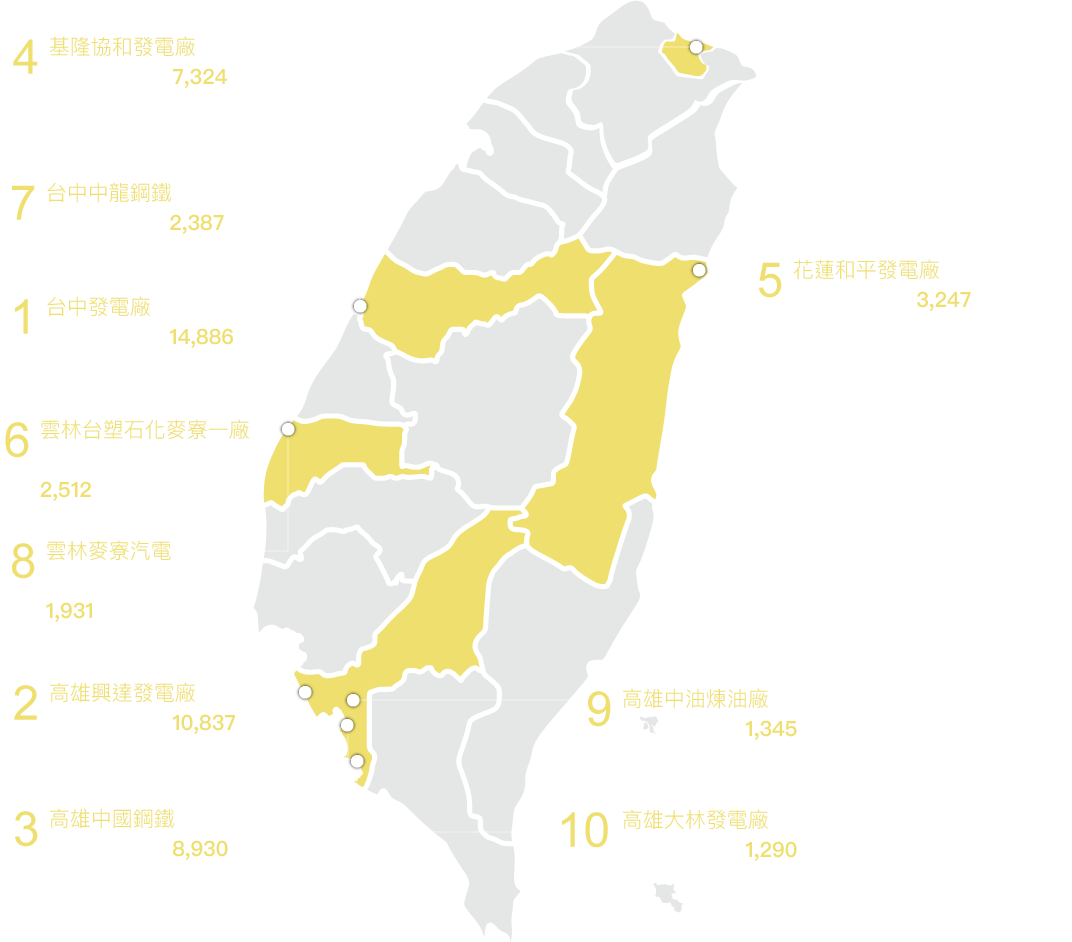 4 基隆協和發電廠
7,324
7 台中中龍鋼鐵
2,387
5 花蓮和平發電廠
3,247
1 台中發電廠
14,886
6 雲林台塑石化麥寮一廠
2,512
8 雲林麥寮汽電
1,931
2 高雄興達發電廠
10,837
9 高雄中油煉油廠
1,345
3 高雄中國鋼鐵
8,930
10 高雄大林發電廠
1,290